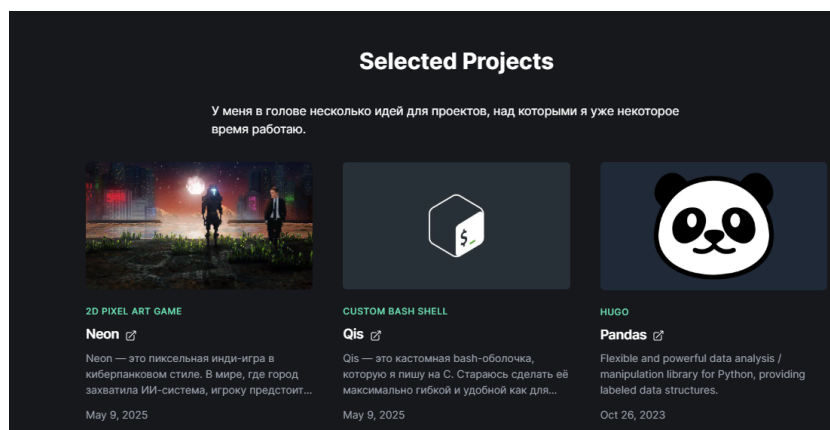 Selected Projects
У меня в голове несколько идей для проектов, над которыми я уже некоторое
время работаю.
$_
2D PIXEL ART GAME
Neon
Neon — это пиксельная инди-игра в
киберпанковом стиле. В мире, где город
захватила ИИ-система, игроку предстоит...
May 9, 2025
CUSTOM BASH SHELL
Qis
Qis — это кастомная bash-оболочка,
которую я пишу на C. Стараюсь сделать её
максимально гибкой и удобной как для...
May 9, 2025
HUGO
Pandas
Flexible and powerful data analysis /
manipulation library for Python, providing
labeled data structures.
Oct 26, 2023